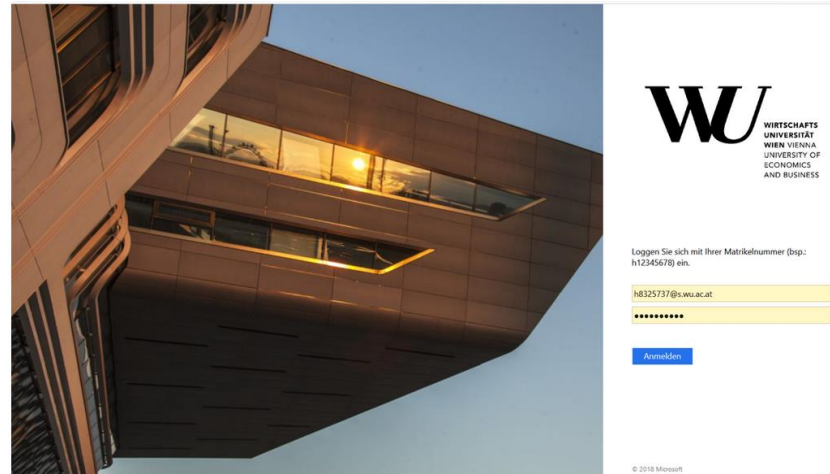 WU
WIRTSCHAFTS
UNIVERSITÄT
WIEN VIENNA
UNIVERSITY OF
ECONOMICS
AND BUSINESS
Loggen Sie sich mit Ihrer Matrikelnummer (bsp.:
h12345678) ein.
h8325737@s.wu.ac.at
••••••••••
Anmelden
© 2018 Microsoft